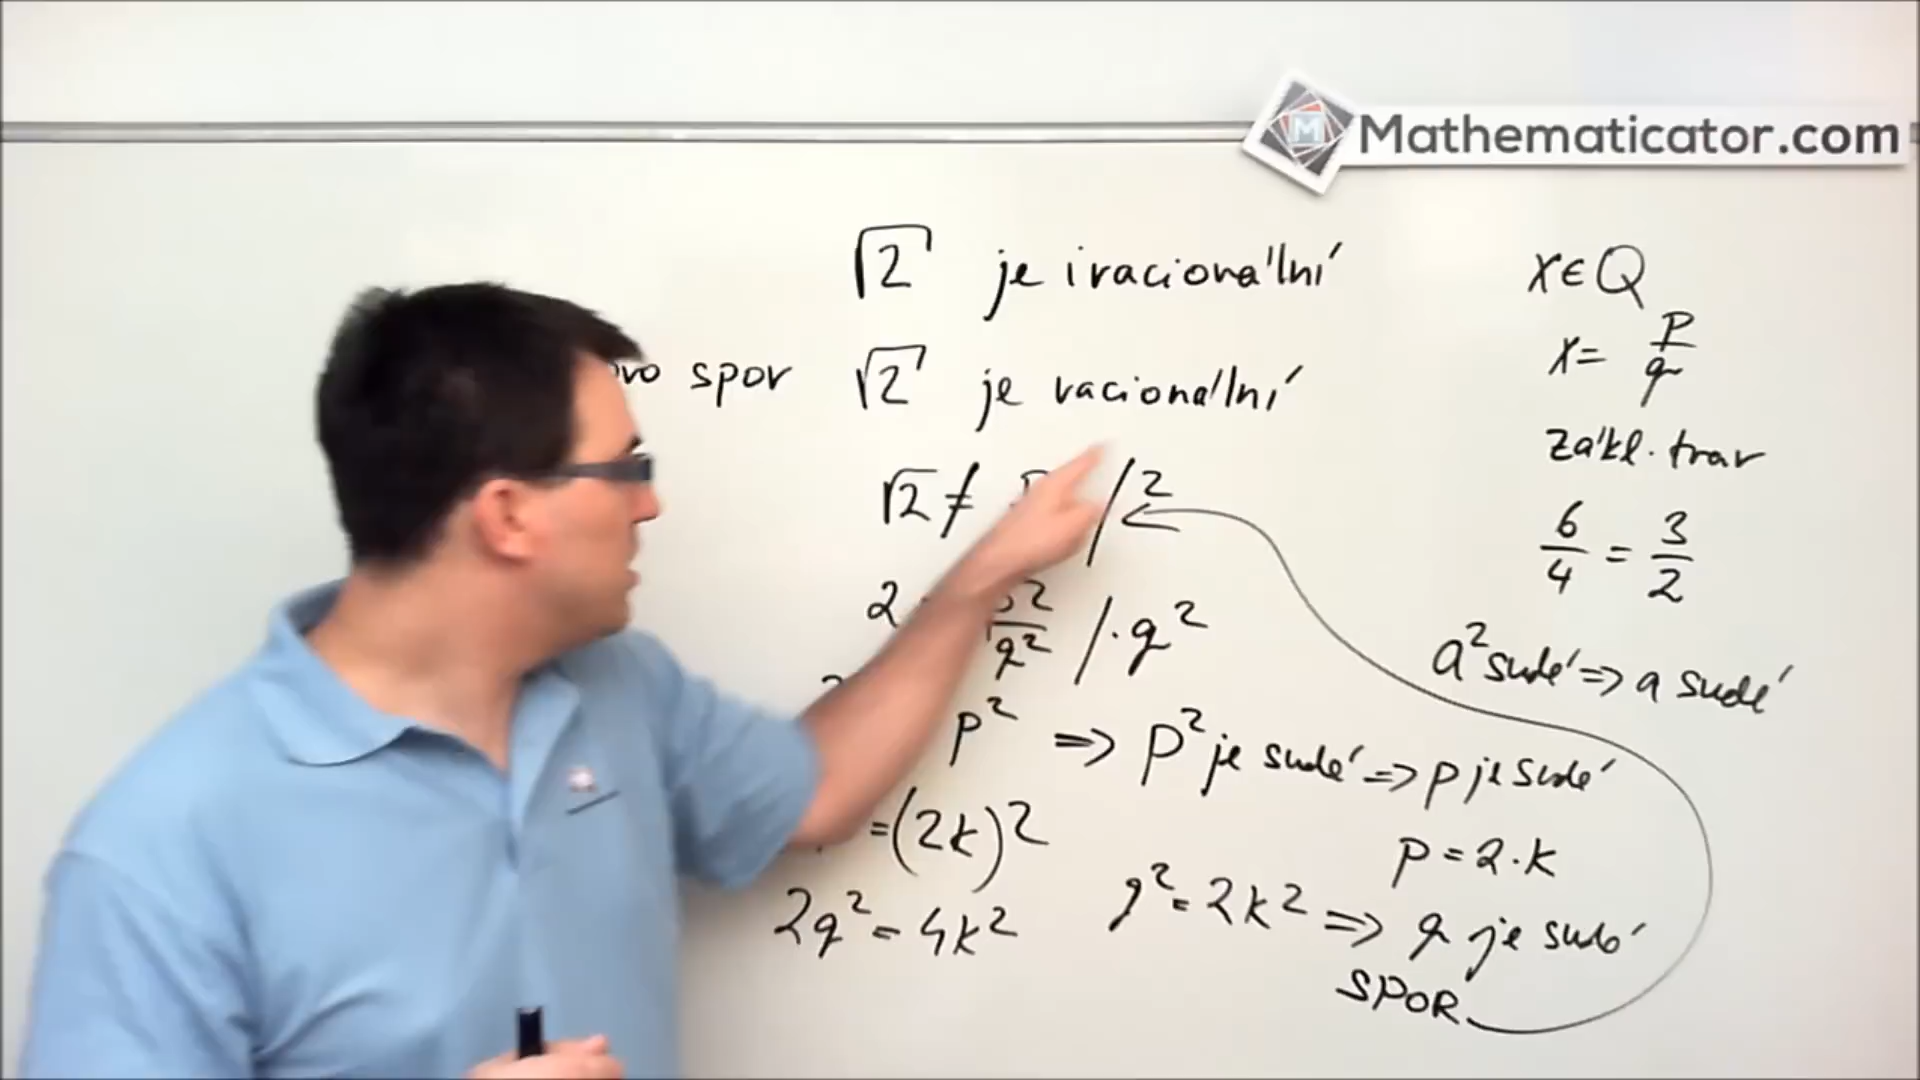 Mathematicator.com
√2 je iracionální
spor √2 je racionální
√2 ≠ /²
2 p²/q² / · q²
p² => p² je sudé => p je sudé
= (2k)²
2q² = 4k²
q² = 2k² => q je sudé
SPOR
x∈Q
x = p/q
zákl. tvar
6/4 = 3/2
a² sudé => a sudé
p = 2·k